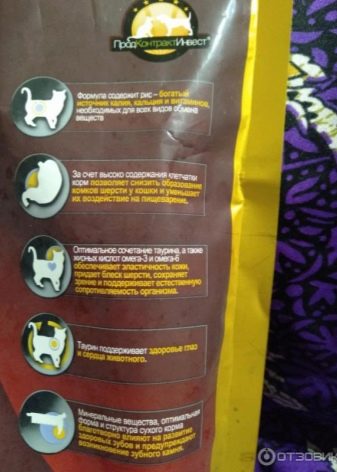 ПродКонтрактИнвест
Формула содержит рис – богатый
источник калия, кальция и витаминов,
необходимых для всех видов обмена
веществ
За счет высоко содержания клетчатки
корм позволяет снизить образование
комков шерсти у кошки и уменьшает
их воздействие на пищеварение.
Оптимальное сочетание таурина, а также
жирных кислот омега-3 и омега-6
обеспечивает эластичность кожи,
придает блеск шерсти, сохраняет
зрение и поддерживает естественную
сопротивляемость организма.
Таурин поддерживает здоровье глаз
и сердца животного.
Минеральные вещества, оптимальная
форма и структура сухого корма
благотворно влияют на развитие
здоровых зубов и предупреждают
возникновение зубного камня.
ОТЗОВИК